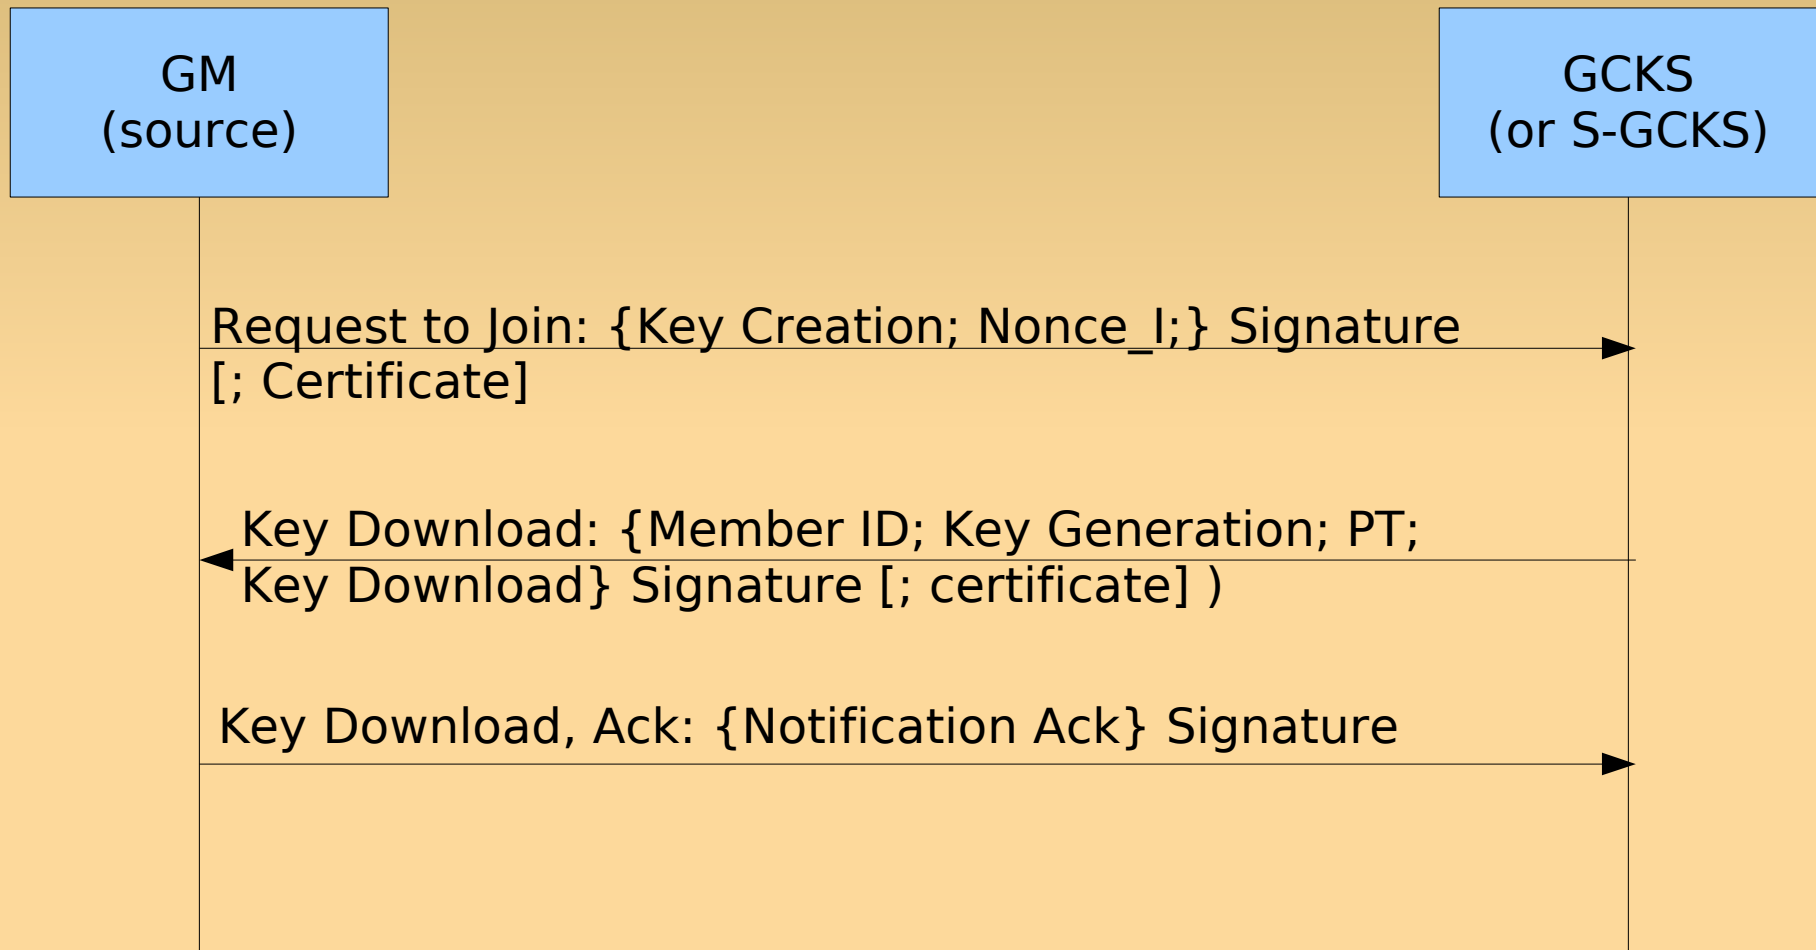 GM
(source)
GCKS
(or S-GCKS)
Request to Join: {Key Creation; Nonce_I;} Signature
[; Certificate]
Key Download: {Member ID; Key Generation; PT;
Key Download} Signature [; certificate] )
Key Download, Ack: {Notification Ack} Signature